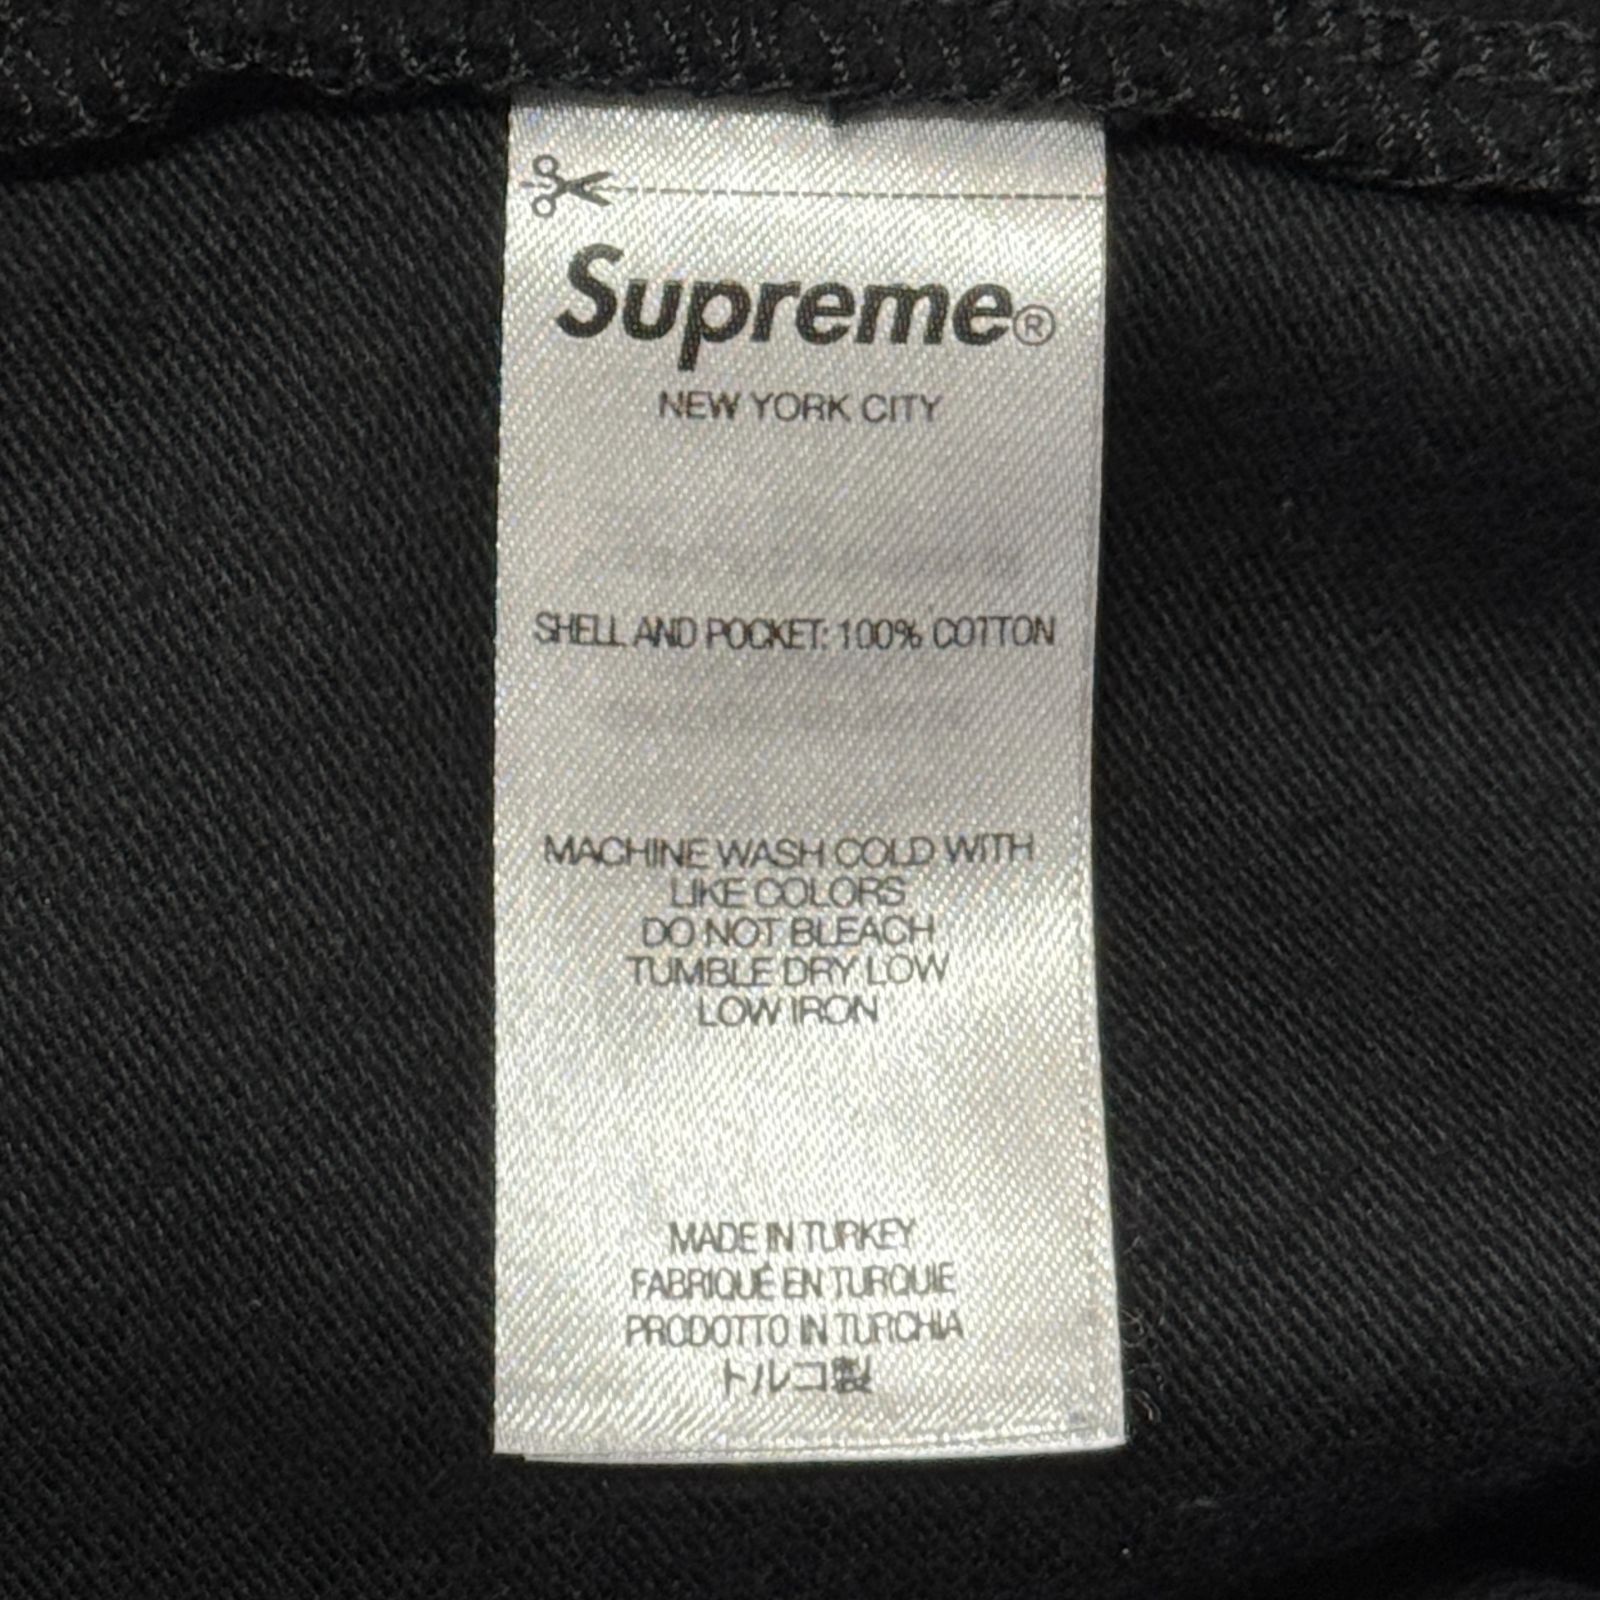 Supreme®
NEW YORK CITY
SHELL AND POCKET: 100% COTTON
MACHINE WASH COLD WITH
LIKE COLORS
DO NOT BLEACH
TUMBLE DRY LOW
LOW IRON
MADE IN TURKEY
FABRIQUÉ EN TURQUIE
PRODOTTO IN TURCHIA
トルコ製